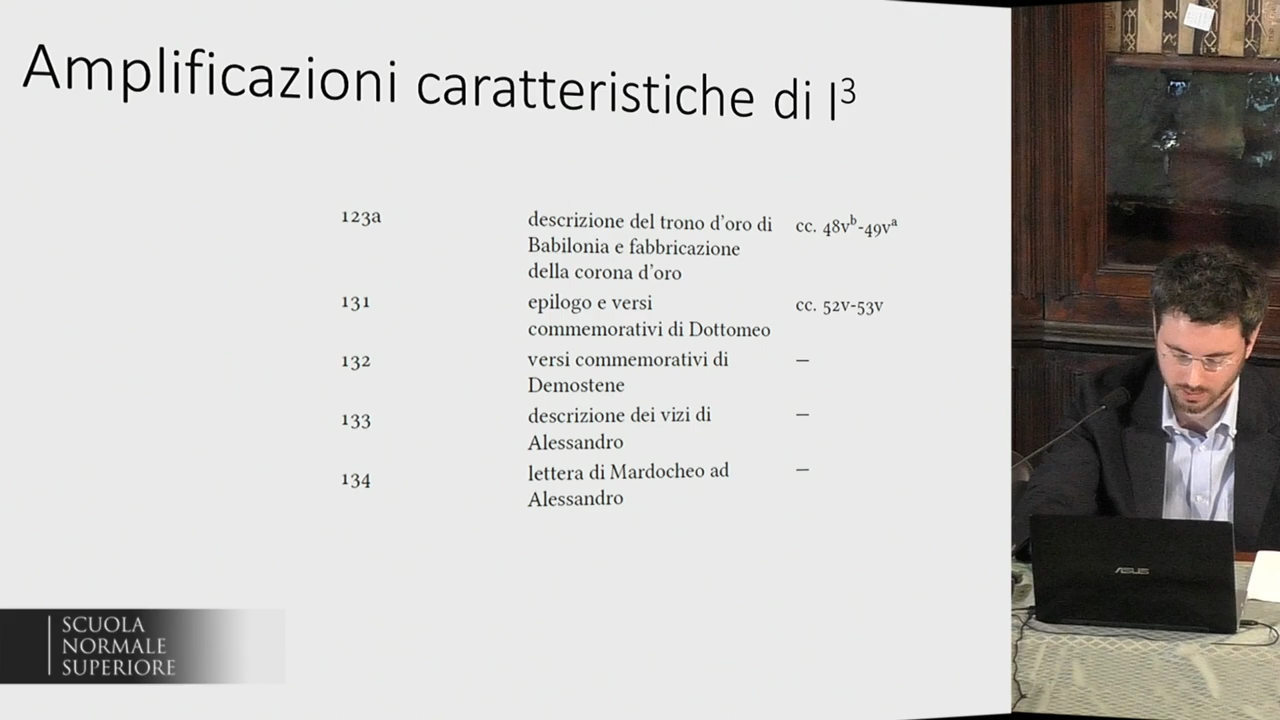 Amplificazioni caratteristiche di I³
123a descrizione del trono d'oro di cc. 48vᵇ-49vᵃ
Babilonia e fabbricazione
della corona d'oro
131 epilogo e versi cc. 52v-53v
commemorativi di Dottomeo
132 versi commemorativi di —
Demostene
133 descrizione dei vizi di —
Alessandro
134 lettera di Mardocheo ad —
Alessandro
SCUOLA
NORMALE
SUPERIORE
ASUS